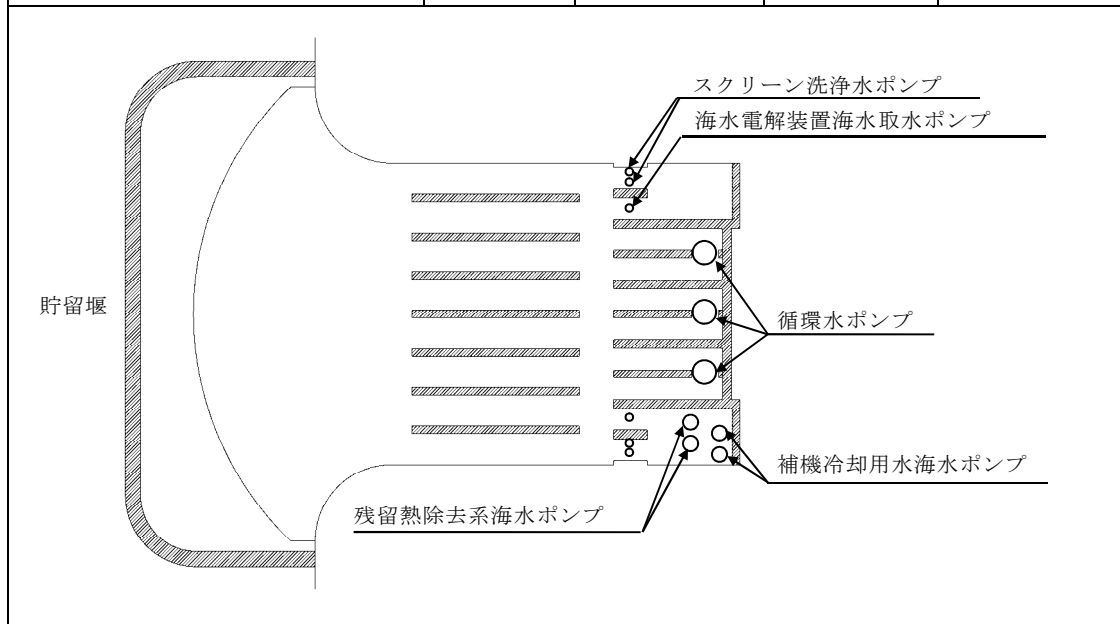 スクリーン洗浄水ポンプ
海水電解装置海水取水ポンプ
貯留堰
循環水ポンプ
補機冷却用水海水ポンプ
残留熱除去系海水ポンプ